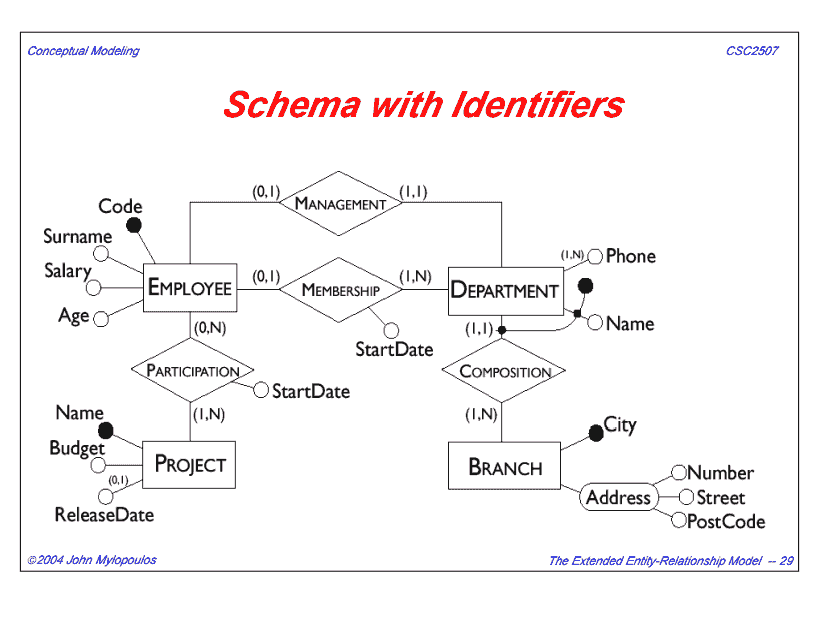 Conceptual Modeling
CSC2507
Schema with Identifiers
(0,1)
MANAGEMENT
(1,1)
Code
Surname
Salary
Age
EMPLOYEE
(0,1)
MEMBERSHIP
(1,N)
StartDate
DEPARTMENT
(1,N)
Phone
Name
(0,N)
(1,1)
PARTICIPATION
StartDate
COMPOSITION
(1,N)
(1,N)
Name
Budget
(0,1)
ReleaseDate
PROJECT
BRANCH
City
Address
Number
Street
PostCode
©2004 John Mylopoulos
The Extended Entity-Relationship Model -- 29